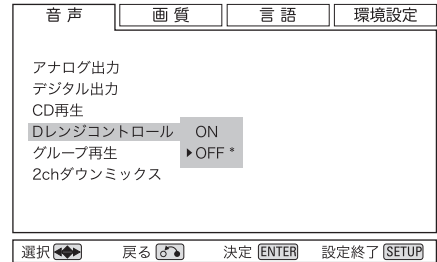 音声 画質 言語 環境設定
アナログ出力
デジタル出力
CD再生
Dレンジコントロール ON
グループ再生 ▶OFF *
2chダウンミックス
選択 戻る 決定 ENTER 設定終了 SETUP